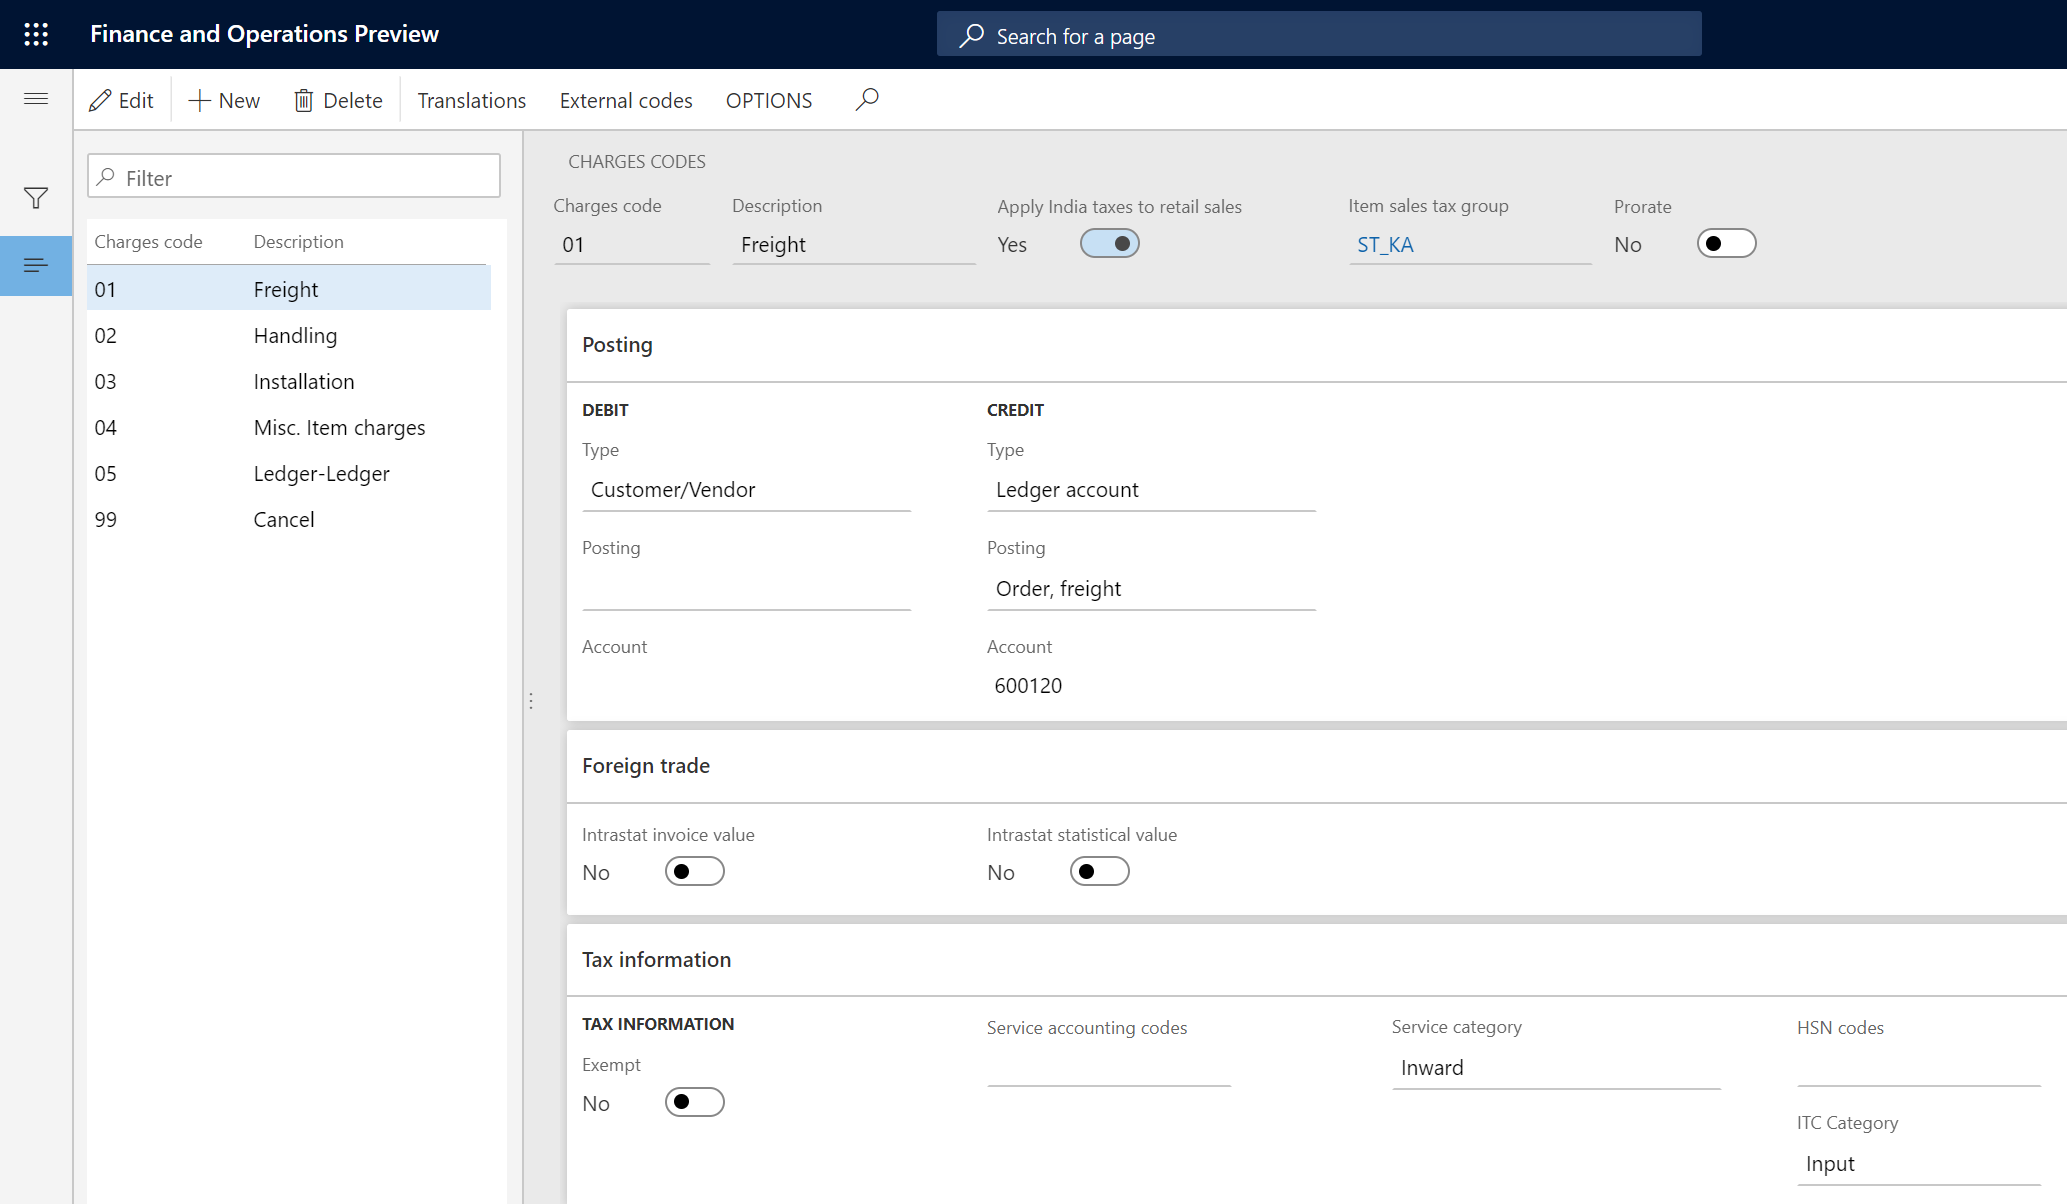 Finance and Operations Preview
Search for a page
Edit
New
Delete
Translations
External codes
OPTIONS
Filter
Charges code Description
01 Freight
02 Handling
03 Installation
04 Misc. Item charges
05 Ledger-Ledger
99 Cancel
CHARGES CODES
Charges code Description Apply India taxes to retail sales Item sales tax group Prorate
01 Freight Yes ST_KA No
Posting
DEBIT CREDIT
Type Type
Customer/Vendor Ledger account
Posting Posting
Order, freight
Account Account
600120
Foreign trade
Intrastat invoice value Intrastat statistical value
No No
Tax information
TAX INFORMATION Service accounting codes Service category HSN codes
Exempt Inward
No
ITC Category
Input